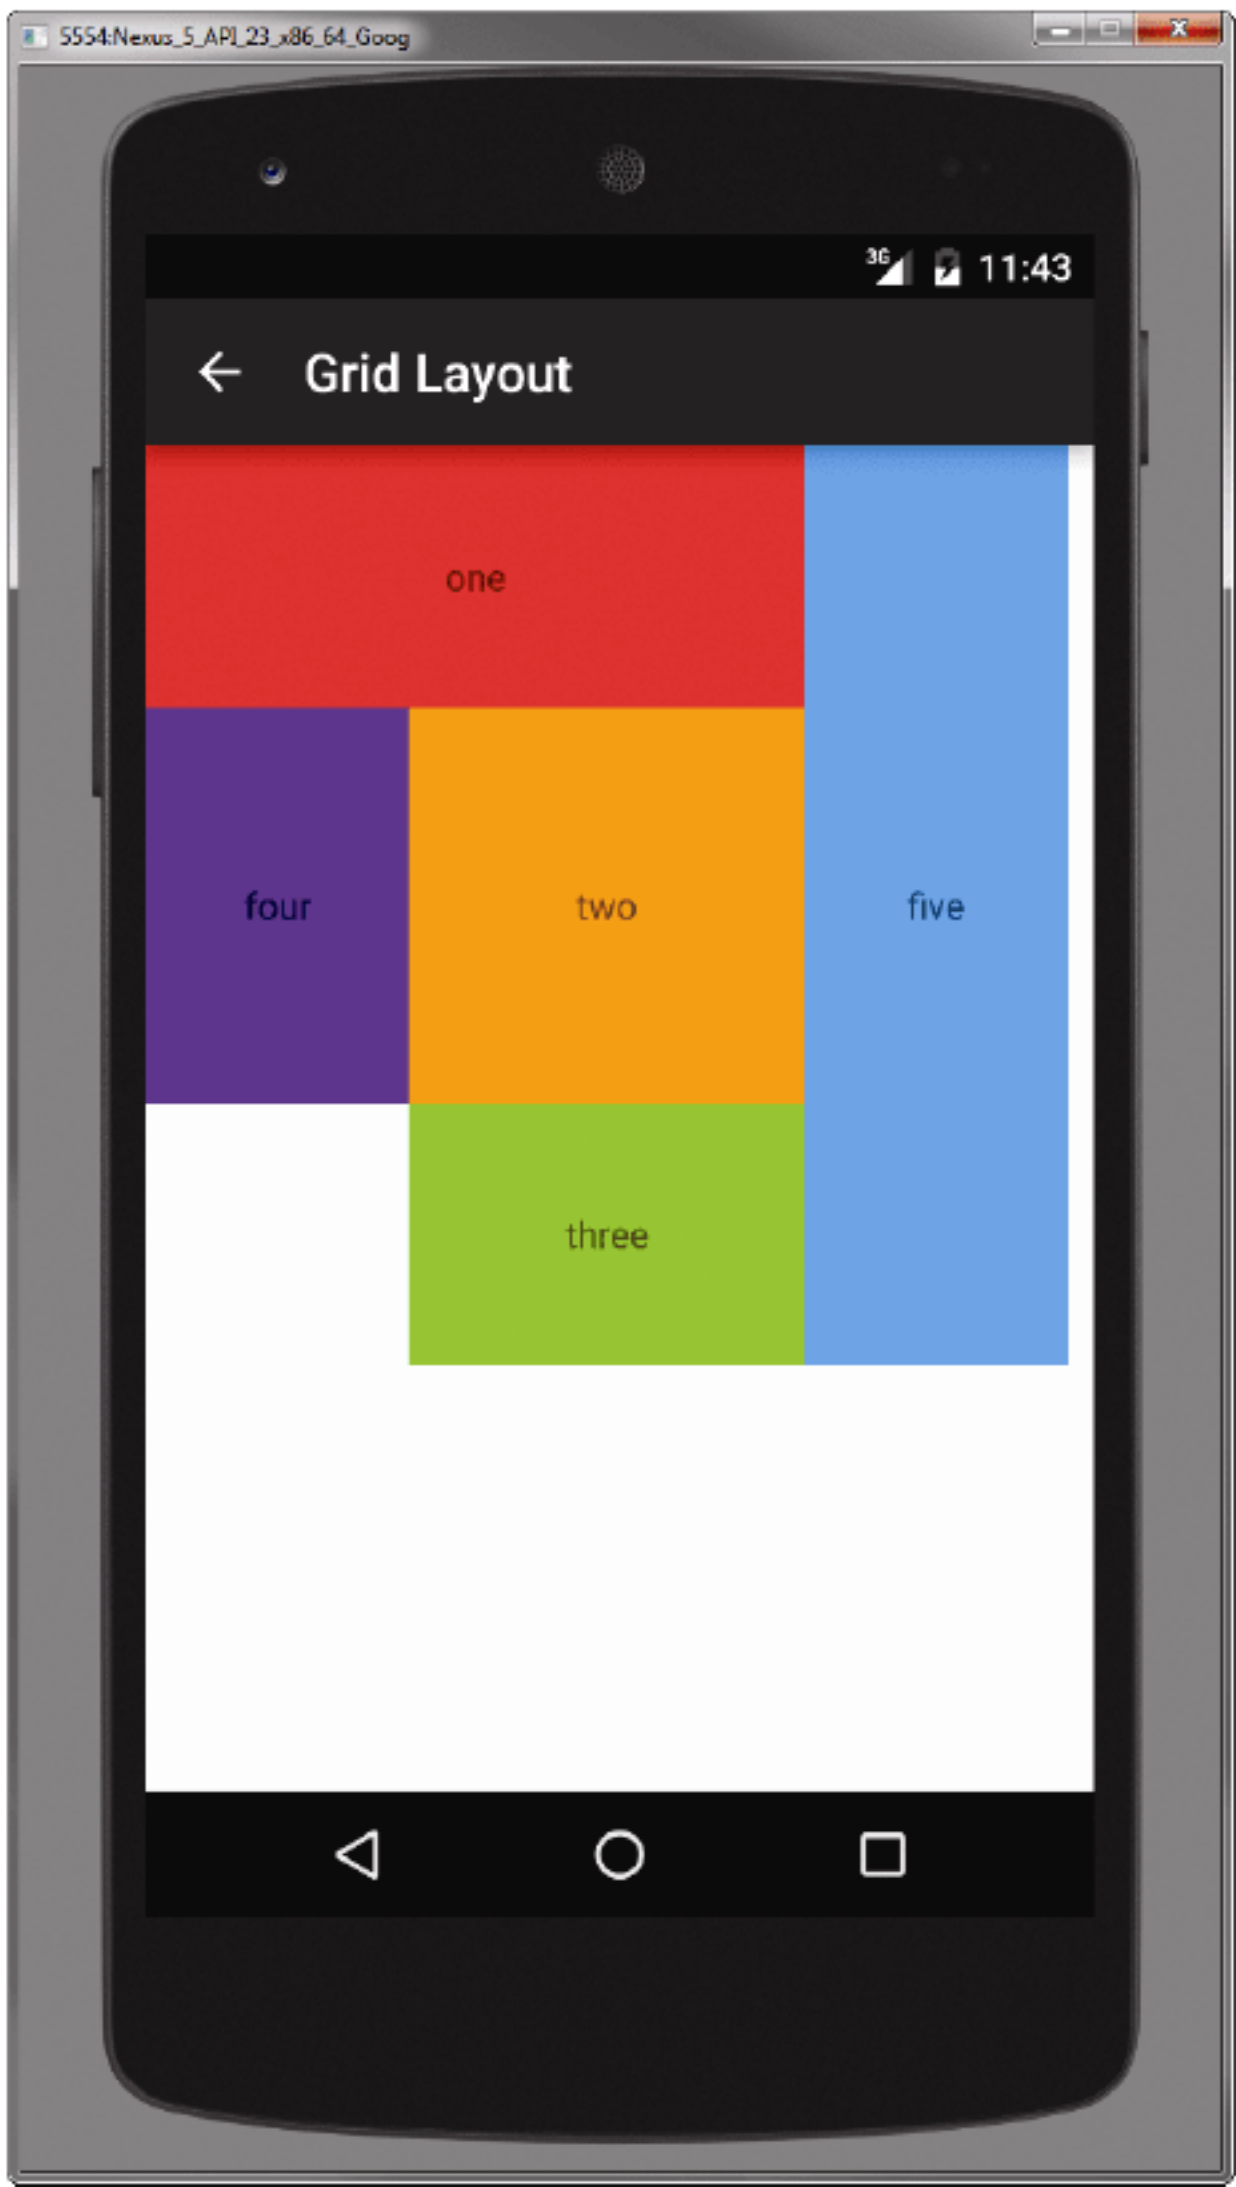 5554:Nexus_5_API_23_x86_64_Goog
3G 11:43
Grid Layout
one
four two five
three